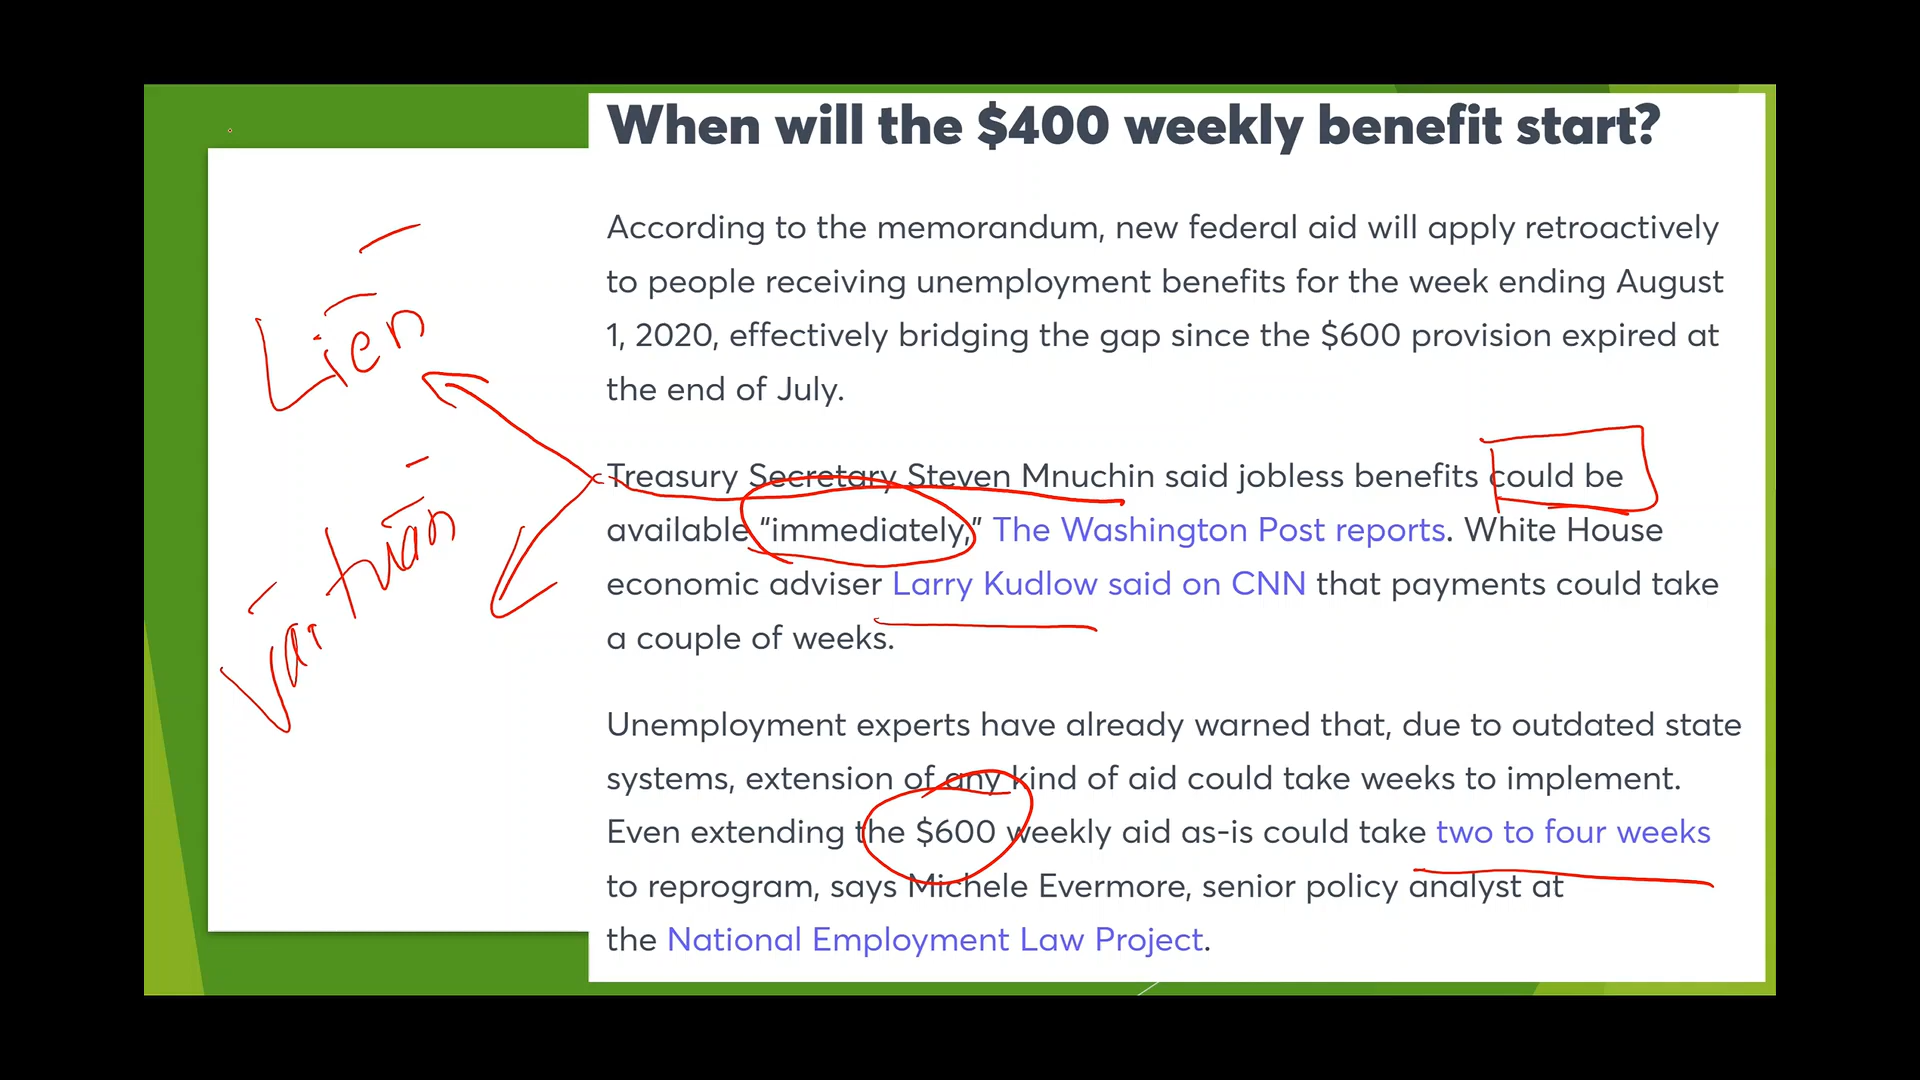 When will the $400 weekly benefit start?
According to the memorandum, new federal aid will apply retroactively
to people receiving unemployment benefits for the week ending August
1, 2020, effectively bridging the gap since the $600 provision expired at
the end of July.
Treasury Secretary Steven Mnuchin said jobless benefits could be
available “immediately,” The Washington Post reports. White House
economic adviser Larry Kudlow said on CNN that payments could take
a couple of weeks.
Unemployment experts have already warned that, due to outdated state
systems, extension of any kind of aid could take weeks to implement.
Even extending the $600 weekly aid as-is could take two to four weeks
to reprogram, says Michele Evermore, senior policy analyst at
the National Employment Law Project.
Liền
vài tuần